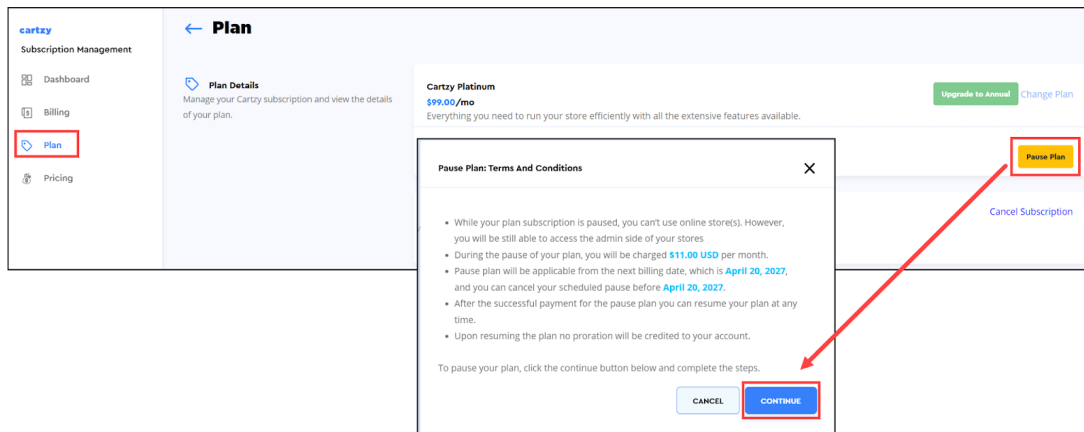 cartzy
Subscription Management
Dashboard
Billing
Plan
Pricing
← Plan
Plan Details
Manage your Cartzy subscription and view the details
of your plan.
Cartzy Platinum
$99.00/mo
Everything you need to run your store efficiently with all the extensive features available.
Upgrade to Annual Change Plan
Pause Plan
Cancel Subscription
Pause Plan: Terms And Conditions
• While your plan subscription is paused, you can't use online store(s). However,
you will be still able to access the admin side of your stores
• During the pause of your plan, you will be charged $11.00 USD per month.
• Pause plan will be applicable from the next billing date, which is April 20, 2027,
and you can cancel your scheduled pause before April 20, 2027.
• After the successful payment for the pause plan you can resume your plan at any
time.
• Upon resuming the plan no proration will be credited to your account.
To pause your plan, click the continue button below and complete the steps.
CANCEL CONTINUE